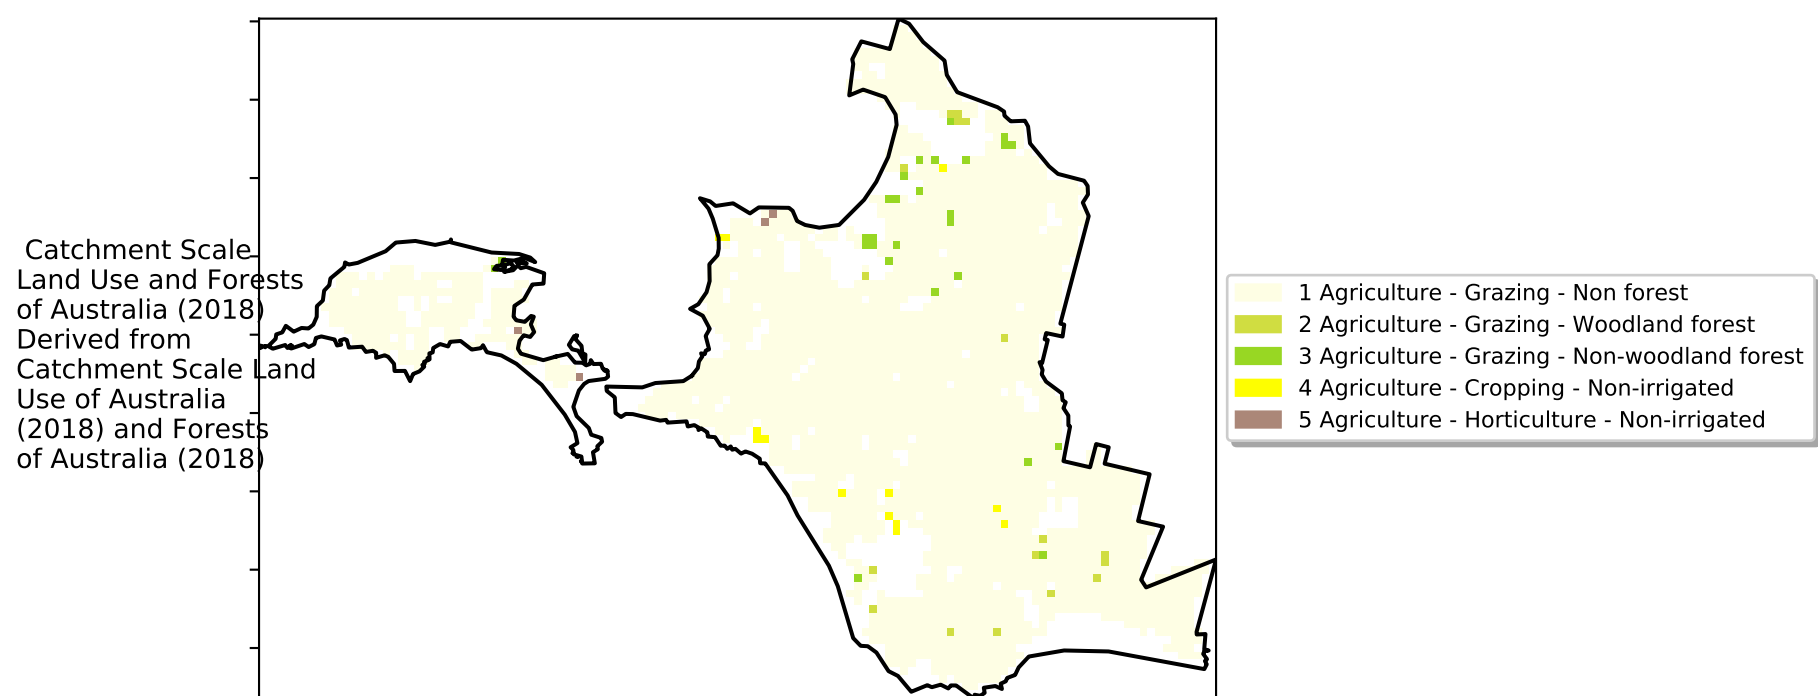 Catchment Scale
Land Use and Forests
of Australia (2018)
Derived from
Catchment Scale Land
Use of Australia
(2018) and Forests
of Australia (2018)
1 Agriculture - Grazing - Non forest
2 Agriculture - Grazing - Woodland forest
3 Agriculture - Grazing - Non-woodland forest
4 Agriculture - Cropping - Non-irrigated
5 Agriculture - Horticulture - Non-irrigated